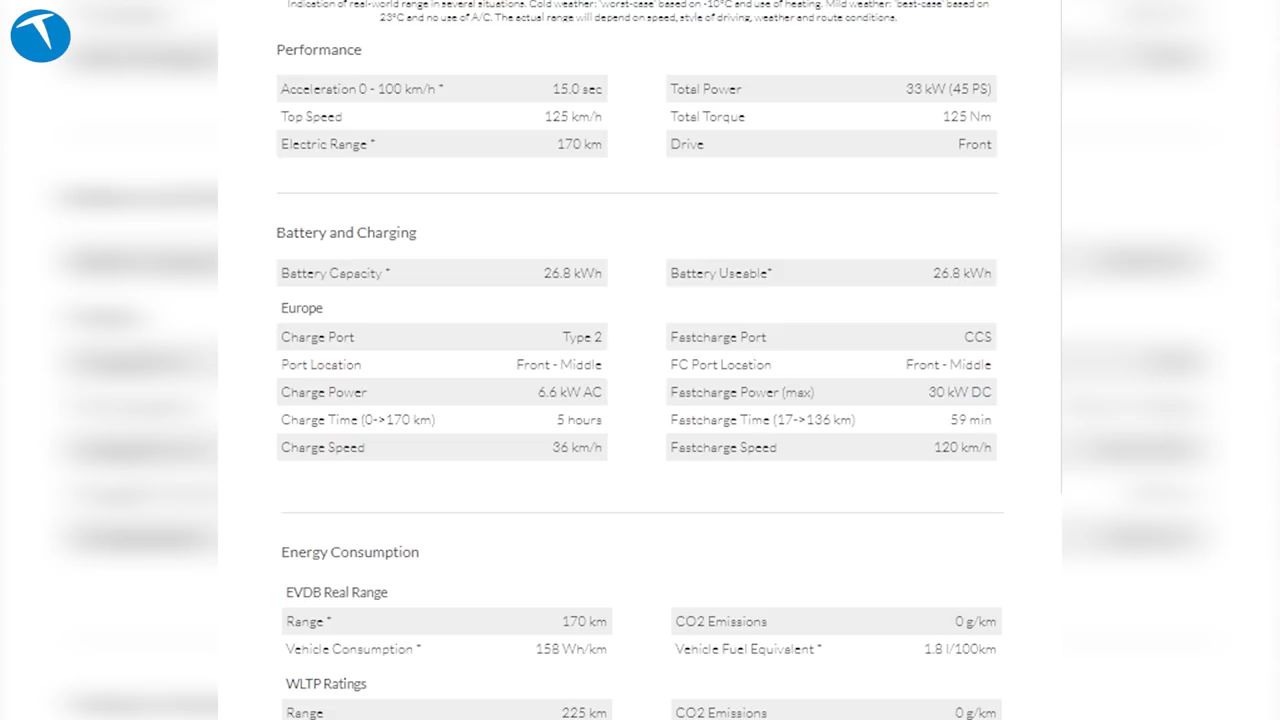 Indication of real-world range in several situations. Cold weather: 'worst-case' based on -10°C and use of heating. Mild weather: 'best-case' based on
23°C and no use of A/C. The actual range will depend on speed, style of driving, weather and route conditions.
Performance
Acceleration 0 - 100 km/h * 15.0 sec Total Power 33 kW (45 PS)
Top Speed 125 km/h Total Torque 125 Nm
Electric Range * 170 km Drive Front
Battery and Charging
Battery Capacity * 26.8 kWh Battery Useable* 26.8 kWh
Europe
Charge Port Type 2 Fastcharge Port CCS
Port Location Front - Middle FC Port Location Front - Middle
Charge Power 6.6 kW AC Fastcharge Power (max) 30 kW DC
Charge Time (0->170 km) 5 hours Fastcharge Time (17->136 km) 59 min
Charge Speed 36 km/h Fastcharge Speed 120 km/h
Energy Consumption
EVDB Real Range
Range * 170 km CO2 Emissions 0 g/km
Vehicle Consumption * 158 Wh/km Vehicle Fuel Equivalent * 1.8 l/100km
WLTP Ratings
Range 225 km CO2 Emissions 0 g/km